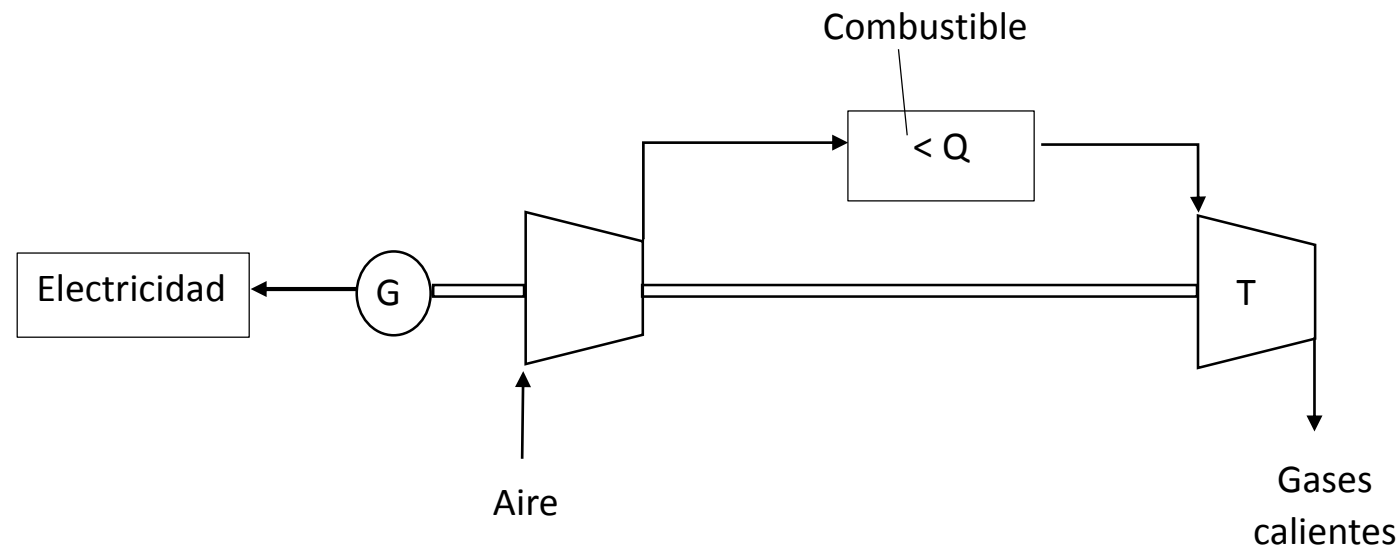 Combustible
< Q
Electricidad
G
T
Aire
Gases
calientes